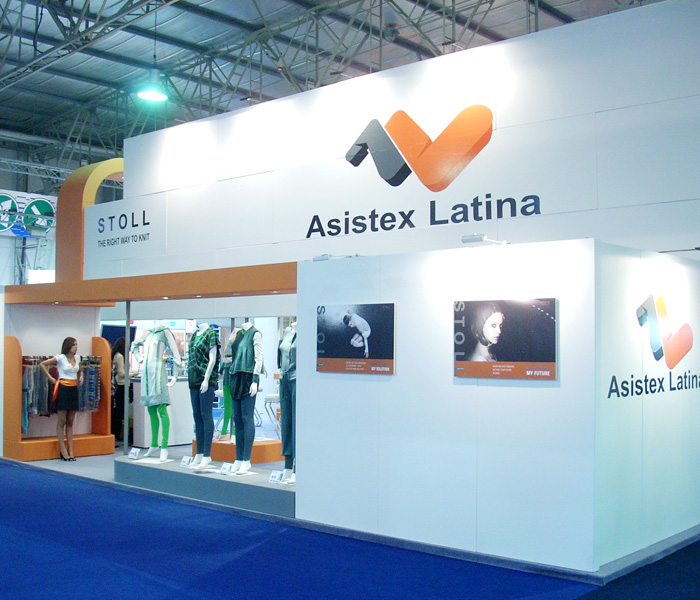 Asistex Latina
STOLL
THE RIGHT WAY TO KNIT
STOLL
MY SOLUTION
STOLL
MY FUTURE
Asistex Latina